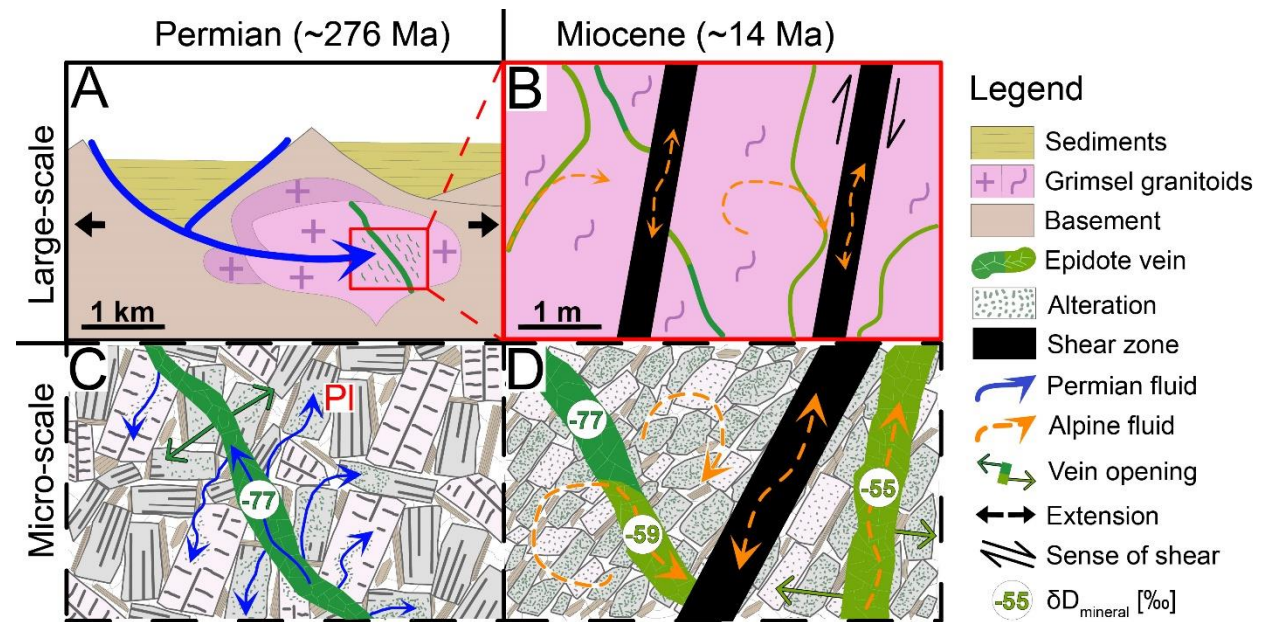 Permian (~276 Ma)
Miocene (~14 Ma)
Large-scale
A
1 km
B
1 m
Micro-scale
C
Pl
-77
D
-77
-59
-55
Legend
Sediments
Grimsel granitoids
Basement
Epidote vein
Alteration
Shear zone
Permian fluid
Alpine fluid
Vein opening
Extension
Sense of shear
-55 δDmineral [‰]